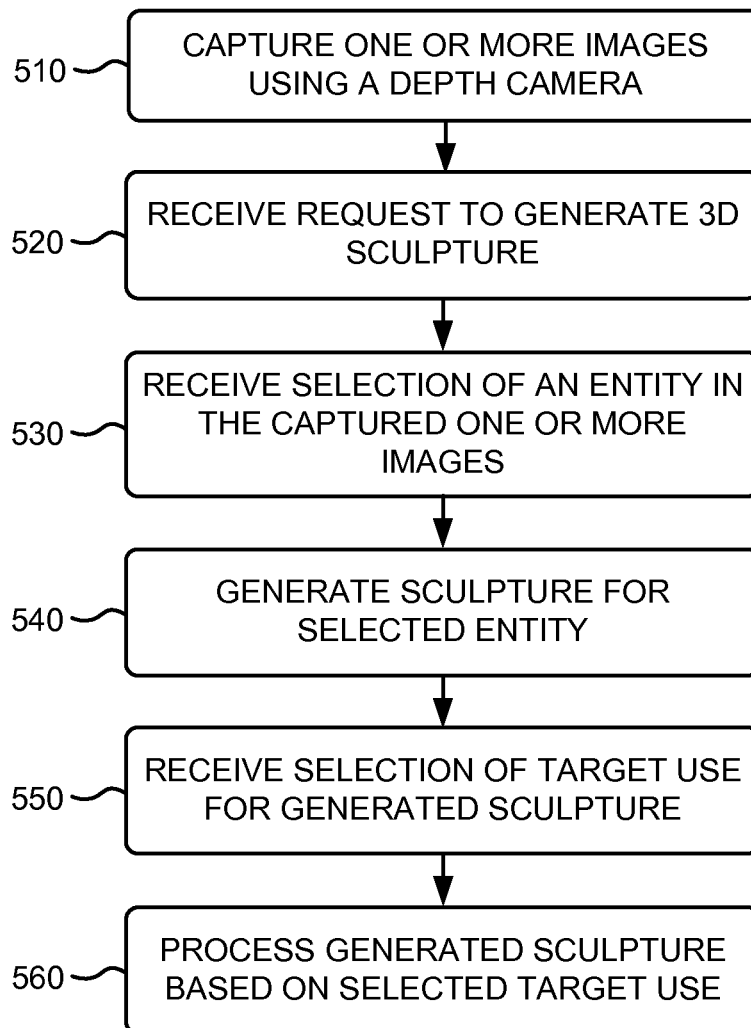 510
CAPTURE ONE OR MORE IMAGES
USING A DEPTH CAMERA
520
RECEIVE REQUEST TO GENERATE 3D
SCULPTURE
530
RECEIVE SELECTION OF AN ENTITY IN
THE CAPTURED ONE OR MORE
IMAGES
540
GENERATE SCULPTURE FOR
SELECTED ENTITY
550
RECEIVE SELECTION OF TARGET USE
FOR GENERATED SCULPTURE
560
PROCESS GENERATED SCULPTURE
BASED ON SELECTED TARGET USE